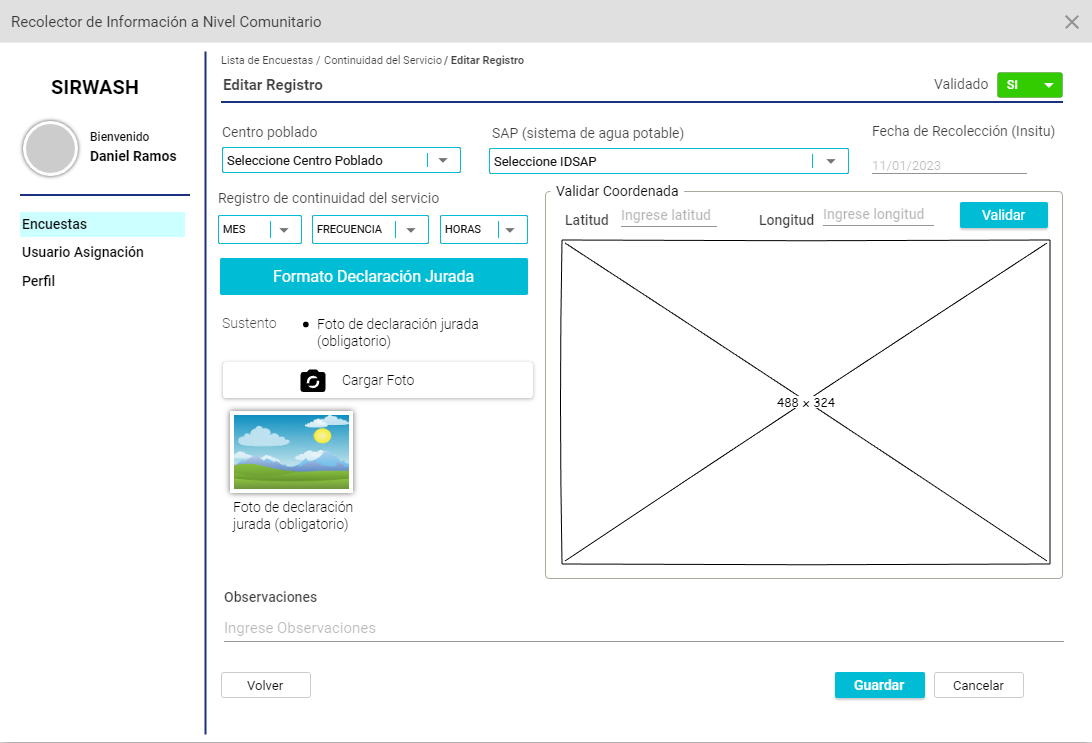 Recolector de Información a Nivel Comunitario
SIRWASH
Bienvenido
Daniel Ramos
Encuestas
Usuario Asignación
Perfil
Lista de Encuestas / Continuidad del Servicio / Editar Registro
Editar Registro
Validado SI
Centro poblado
Seleccione Centro Poblado
SAP (sistema de agua potable)
Seleccione IDSAP
Fecha de Recolección (Insitu)
11/01/2023
Registro de continuidad del servicio
MES FRECUENCIA HORAS
Formato Declaración Jurada
Sustento
• Foto de declaración jurada
(obligatorio)
Cargar Foto
Foto de declaración
jurada (obligatorio)
Validar Coordenada
Latitud Ingrese latitud Longitud Ingrese longitud Validar
488 x 324
Observaciones
Ingrese Observaciones
Volver Guardar Cancelar